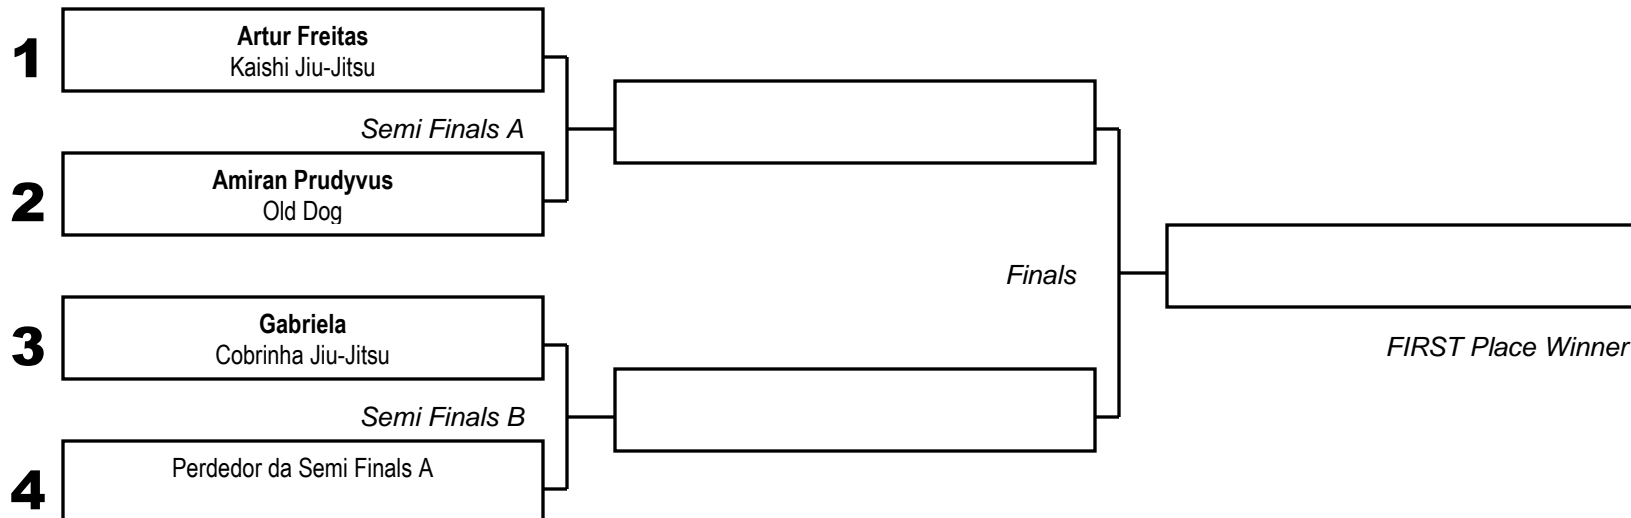 1
Artur Freitas
Kaishi Jiu-Jitsu
Semi Finals A
2
Amiran Prudyvus
Old Dog
3
Gabriela
Cobrinha Jiu-Jitsu
Semi Finals B
4
Perdedor da Semi Finals A
Finals
FIRST Place Winner